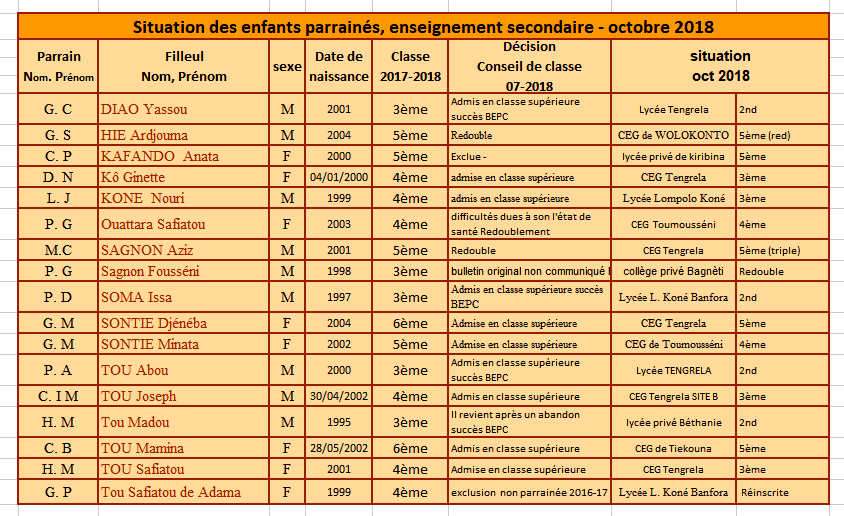 Situation des enfants parrainés, enseignement secondaire - octobre 2018
Parrain Nom. Prénom | Filleul Nom, Prénom | sexe | Date de naissance | Classe 2017-2018 | Décision Conseil de classe 07-2018 | situation oct 2018
G. C | DIAO Yassou | M | 2001 | 3ème | Admis en classe supérieure succès BEPC | Lycée Tengrela | 2nd
G. S | HIE Ardjouma | M | 2004 | 5ème | Redouble | CEG de WOLOKONTO | 5ème (red)
C. P | KAFANDO Anata | F | 2000 | 5ème | Exclue - | lycée privé de kiribina | 5ème
D. N | Kô Ginette | F | 04/01/2000 | 4ème | admise en classe supérieure | CEG Tengrela | 3ème
L. J | KONE Nouri | M | 1999 | 4ème | admis en classe supérieure | Lycée Lompolo Koné | 3ème
P. G | Ouattara Safiatou | F | 2003 | 4ème | difficultés dues à son l'état de santé Redoublement | CEG Toumousséni | 4ème
M.C | SAGNON Aziz | M | 2001 | 5ème | Redouble | CEG Tengrela | 5ème (triple)
P. G | Sagnon Fousséni | M | 1998 | 3ème | bulletin original non communiqué | collège privé Bagnèti | Redouble
P. D | SOMA Issa | M | 1997 | 3ème | Admis en classe supérieure succès BEPC | Lycée L. Koné Banfora | 2nd
G. M | SONTIE Djénéba | F | 2004 | 6ème | Admise en classe supérieure | CEG Tengrela | 5ème
G. M | SONTIE Minata | F | 2002 | 5ème | Admise en classe supérieure | CEG de Toumousséni | 4ème
P. A | TOU Abou | M | 2000 | 3ème | Admis en classe supérieure succès BEPC | Lycée TENGRELA | 2nd
C. I M | TOU Joseph | M | 30/04/2002 | 4ème | Admis en classe supérieure | CEG Tengrela SITE B | 3ème
H. M | Tou Madou | M | 1995 | 3ème | Il revient après un abandon succès BEPC | lycée privé Béthanie | 2nd
C. B | TOU Mamina | F | 28/05/2002 | 6ème | Admis en classe supérieure | CEG de Tiekouna | 5ème
H. M | TOU Safiatou | F | 2001 | 4ème | Admise en classe supérieure | CEG Tengrela | 3ème
G. P | Tou Safiatou de Adama | F | 1999 | 4ème | exclusion non parrainée 2016-17 | Lycée L. Koné Banfora | Réinscrite